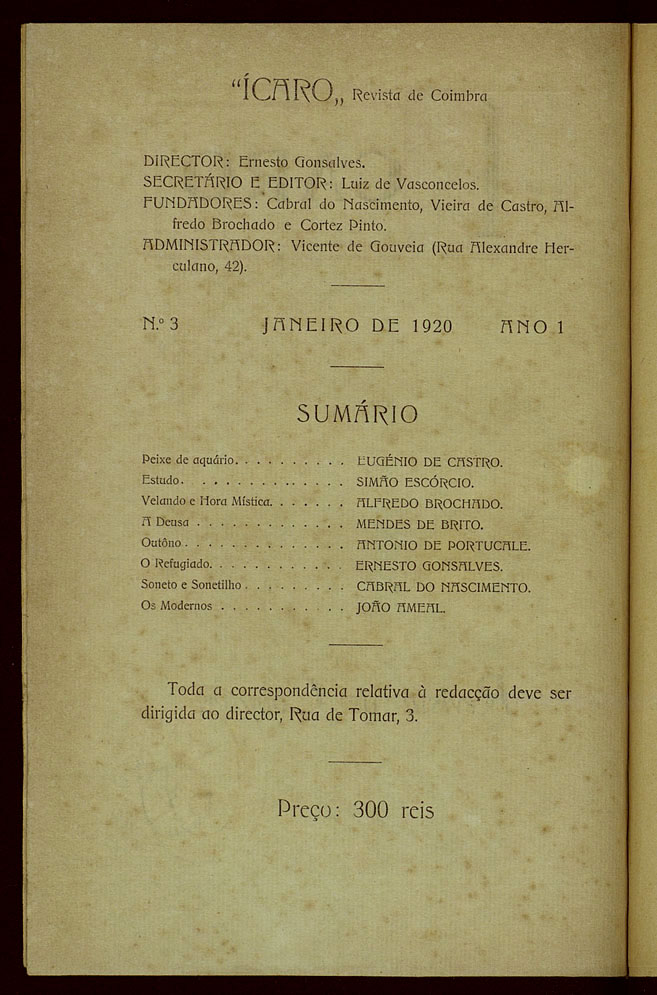 “ÍCARO„ Revista de Coimbra
DIRECTOR: Ernesto Gonsalves.
SECRETÁRIO E EDITOR: Luiz de Vasconcelos.
FUNDADORES: Cabral do Nascimento, Vieira de Castro, Al-
fredo Brochado e Cortez Pinto.
ADMINISTRADOR: Vicente de Gouveia (Rua Alexandre Her-
culano, 42).
N.º 3 JANEIRO DE 1920 ANO 1
SUMÁRIO
Peixe de aquário. . . . . . . . . . EUGÉNIO DE CASTRO.
Estudo. . . . . . . . . . . . . SIMÃO ESCÓRCIO.
Velando e Hora Mística. . . . . . . ALFREDO BROCHADO.
A Deusa . . . . . . . . . . . . . MENDES DE BRITO.
Outôno . . . . . . . . . . . . . . ANTONIO DE PORTUCALE.
O Refugiado. . . . . . . . . . . . ERNESTO GONSALVES.
Soneto e Sonetilho . . . . . . . . . CABRAL DO NASCIMENTO.
Os Modernos . . . . . . . . . . . JOÃO AMEAL.
Toda a correspondência relativa à redacção deve ser
dirigida ao director, Rua de Tomar, 3.
Preço: 300 reis